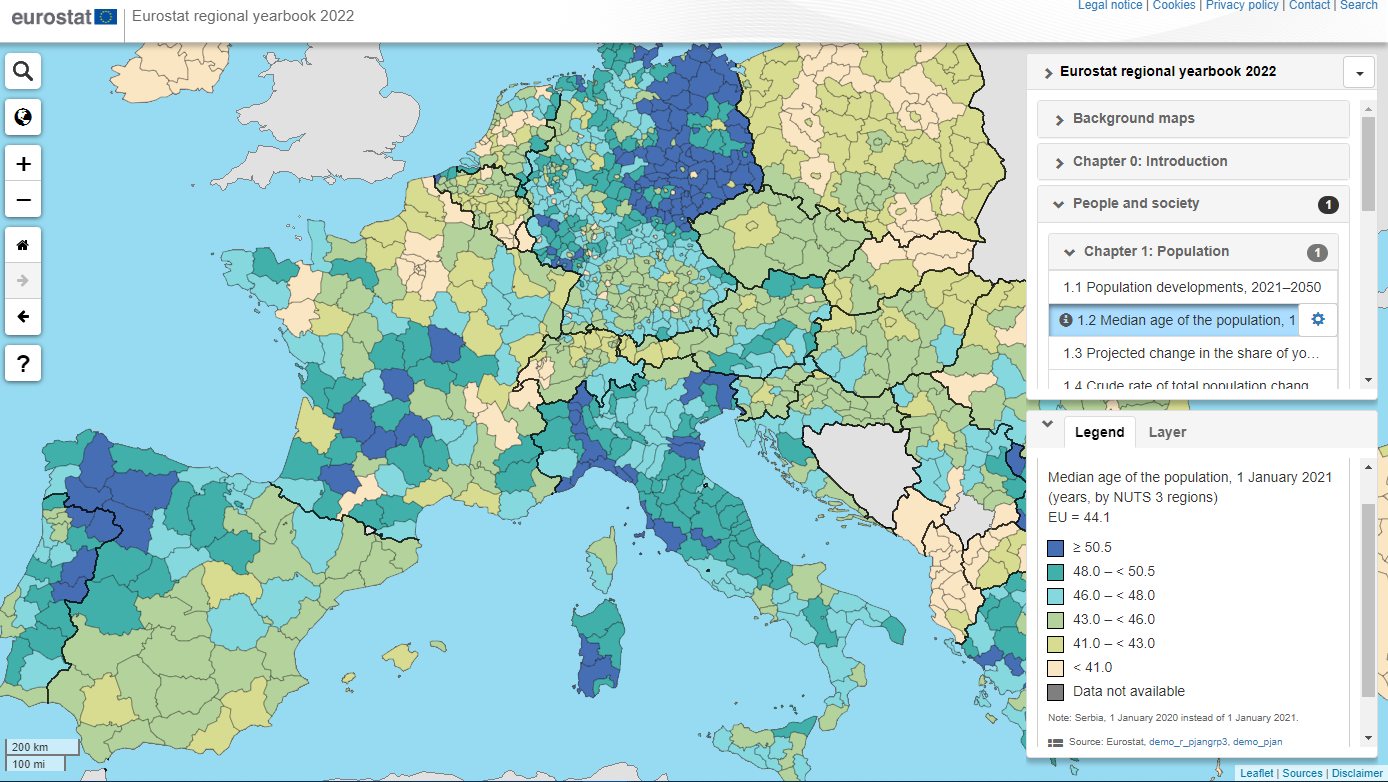 eurostat
Eurostat regional yearbook 2022
Legal notice | Cookies | Privacy policy | Contact | Search
+
−
?
Eurostat regional yearbook 2022
Background maps
Chapter 0: Introduction
People and society 1
Chapter 1: Population 1
1.1 Population developments, 2021–2050
1.2 Median age of the population, 1
1.3 Projected change in the share of yo...
1.4 Crude rate of total population chang
Legend Layer
Median age of the population, 1 January 2021
(years, by NUTS 3 regions)
EU = 44.1
≥ 50.5
48.0 – < 50.5
46.0 – < 48.0
43.0 – < 46.0
41.0 – < 43.0
< 41.0
Data not available
Note: Serbia, 1 January 2020 instead of 1 January 2021.
Source: Eurostat, demo_r_pjangrp3, demo_pjan
200 km
100 mi
Leaflet | Sources | Disclaimer